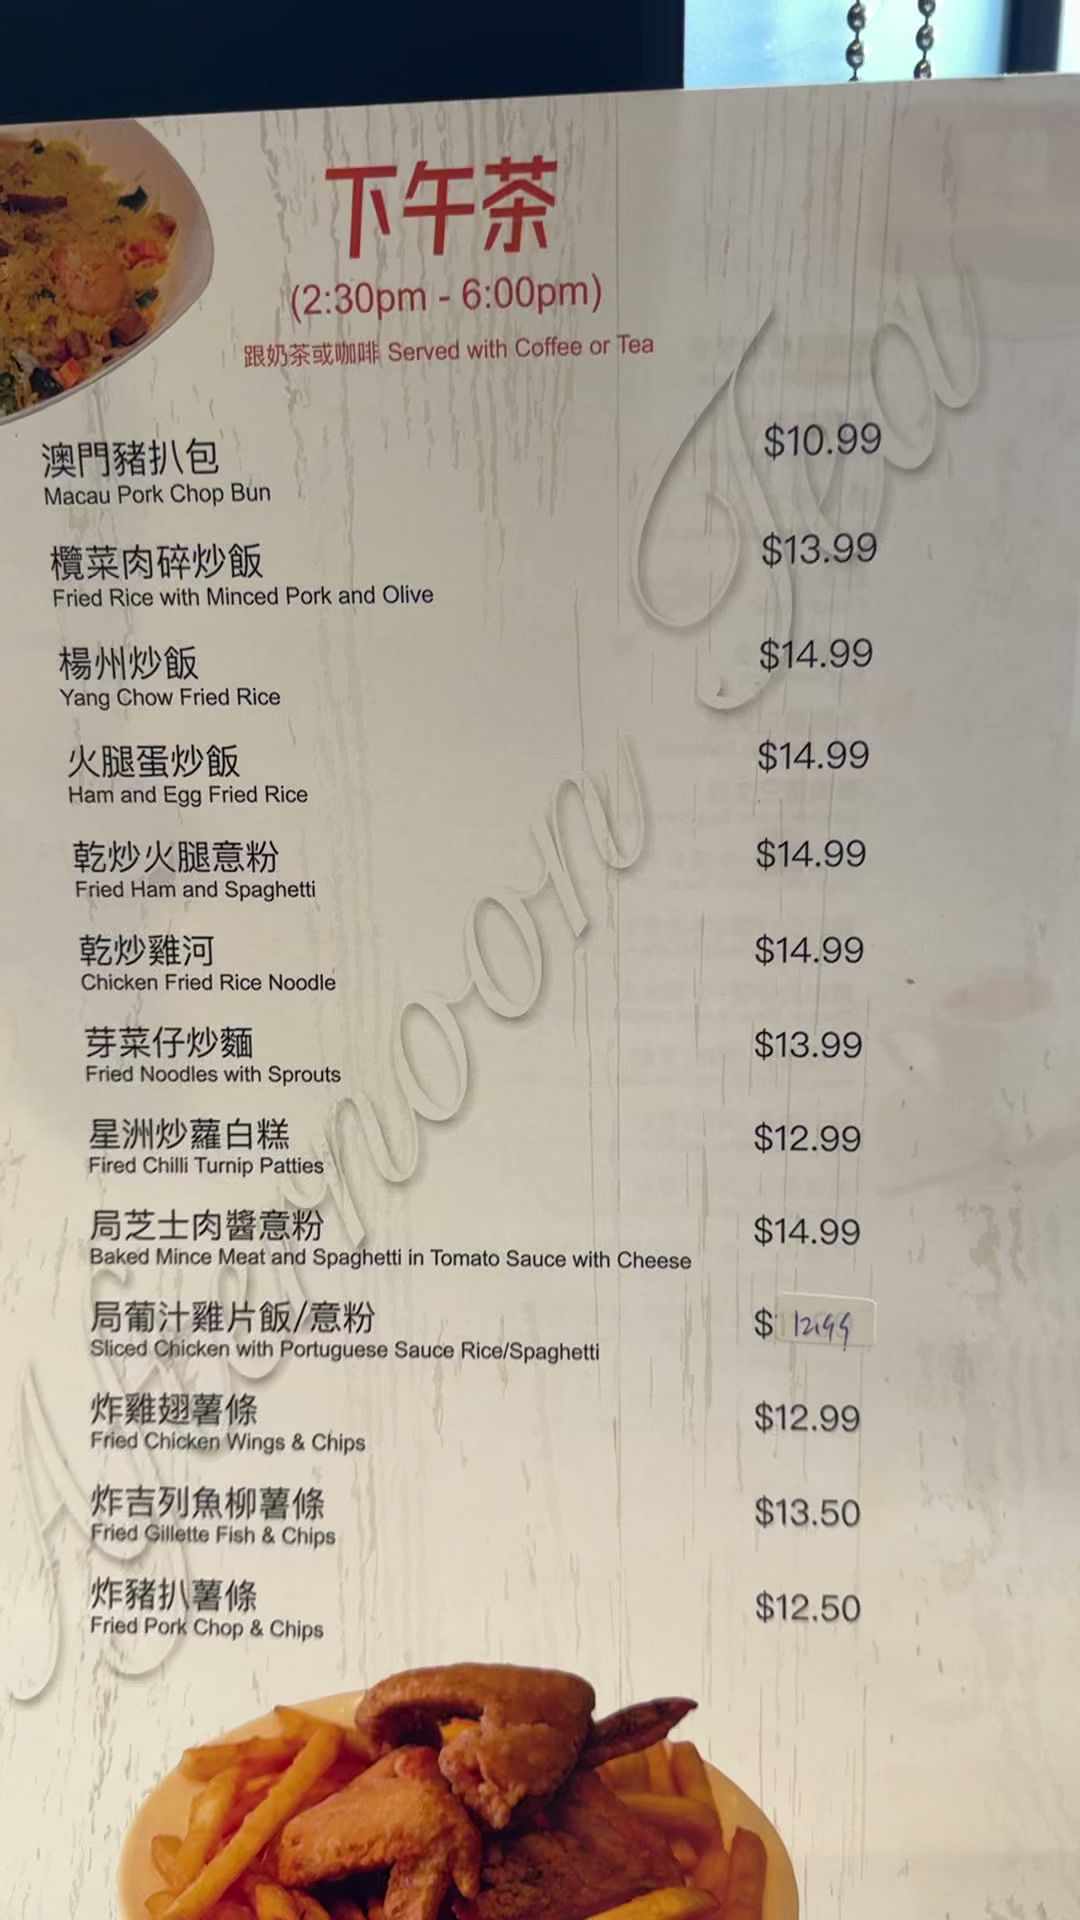 下午茶
(2:30pm - 6:00pm)
跟奶茶或咖啡 Served with Coffee or Tea
澳門豬扒包 $10.99
Macau Pork Chop Bun
欖菜肉碎炒飯 $13.99
Fried Rice with Minced Pork and Olive
楊州炒飯 $14.99
Yang Chow Fried Rice
火腿蛋炒飯 $14.99
Ham and Egg Fried Rice
乾炒火腿意粉 $14.99
Fried Ham and Spaghetti
乾炒雞河 $14.99
Chicken Fried Rice Noodle
芽菜仔炒麵 $13.99
Fried Noodles with Sprouts
星洲炒蘿白糕 $12.99
Fired Chilli Turnip Patties
局芝士肉醬意粉 $14.99
Baked Mince Meat and Spaghetti in Tomato Sauce with Cheese
局葡汁雞片飯/意粉 $ 12.99
Sliced Chicken with Portuguese Sauce Rice/Spaghetti
炸雞翅薯條 $12.99
Fried Chicken Wings & Chips
炸吉列魚柳薯條 $13.50
Fried Gillette Fish & Chips
炸豬扒薯條 $12.50
Fried Pork Chop & Chips
Afternoon Tea